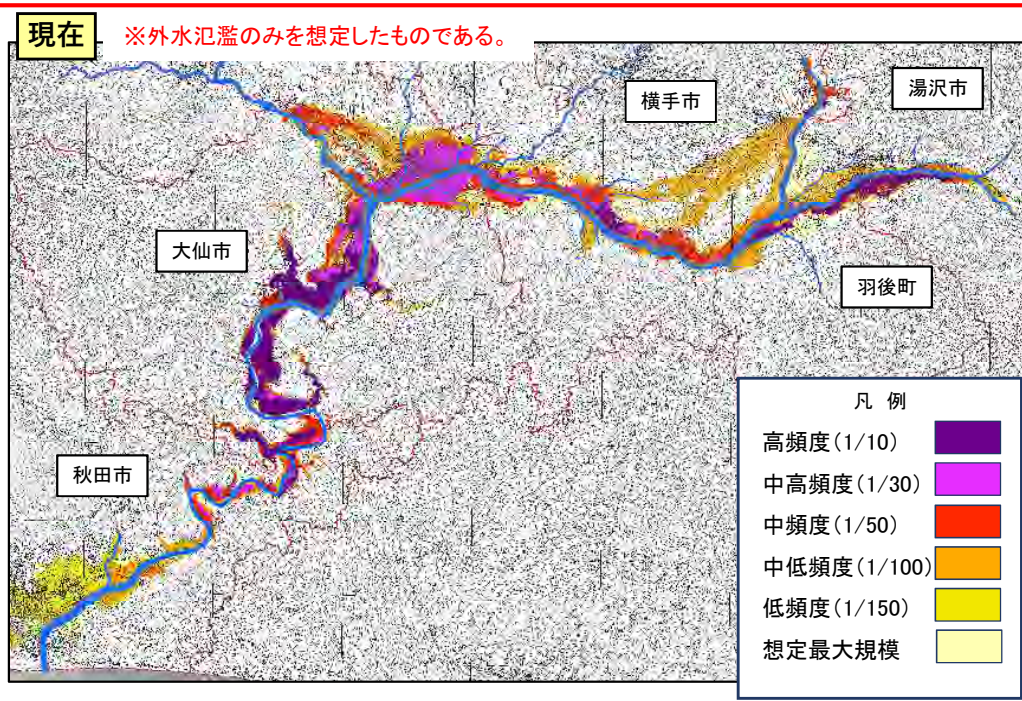 現在
※外水氾濫のみを想定したものである。
横手市
湯沢市
大仙市
羽後町
秋田市
凡 例
高頻度(1/10)
中高頻度(1/30)
中頻度(1/50)
中低頻度(1/100)
低頻度(1/150)
想定最大規模